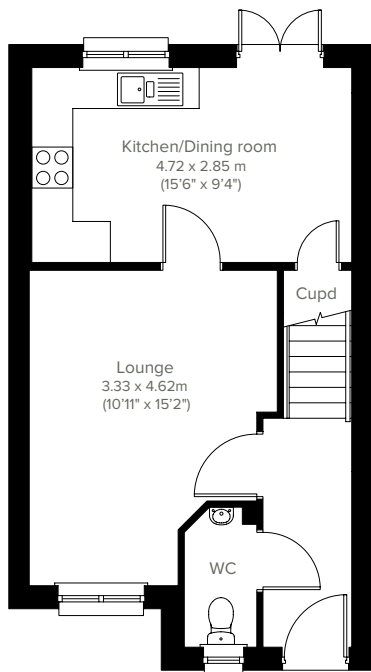 Kitchen/Dining room
4.72 x 2.85 m
(15'6" x 9'4")
Cupd
Lounge
3.33 x 4.62m
(10'11" x 15'2")
WC